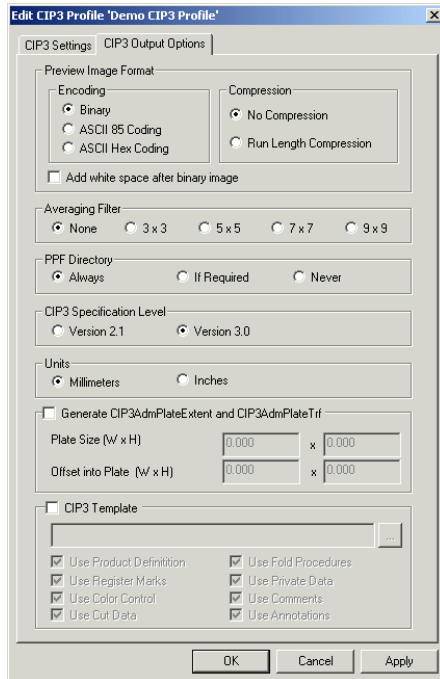 Edit CIP3 Profile 'Demo CIP3 Profile'
CIP3 Settings CIP3 Output Options
Preview Image Format
Encoding Compression
Binary
ASCII 85 Coding
ASCII Hex Coding
No Compression
Run Length Compression
Add white space after binary image
Averaging Filter
None 3 x 3 5 x 5 7 x 7 9 x 9
PPF Directory
Always If Required Never
CIP3 Specification Level
Version 2.1 Version 3.0
Units
Millimeters Inches
Generate CIP3AdmPlateExtent and CIP3AdmPlateTrf
Plate Size (W x H) 0.000 x 0.000
Offset into Plate (W x H) 0.000 x 0.000
CIP3 Template
...
Use Product Definitition Use Fold Procedures
Use Register Marks Use Private Data
Use Color Control Use Comments
Use Cut Data Use Annotations
OK Cancel Apply